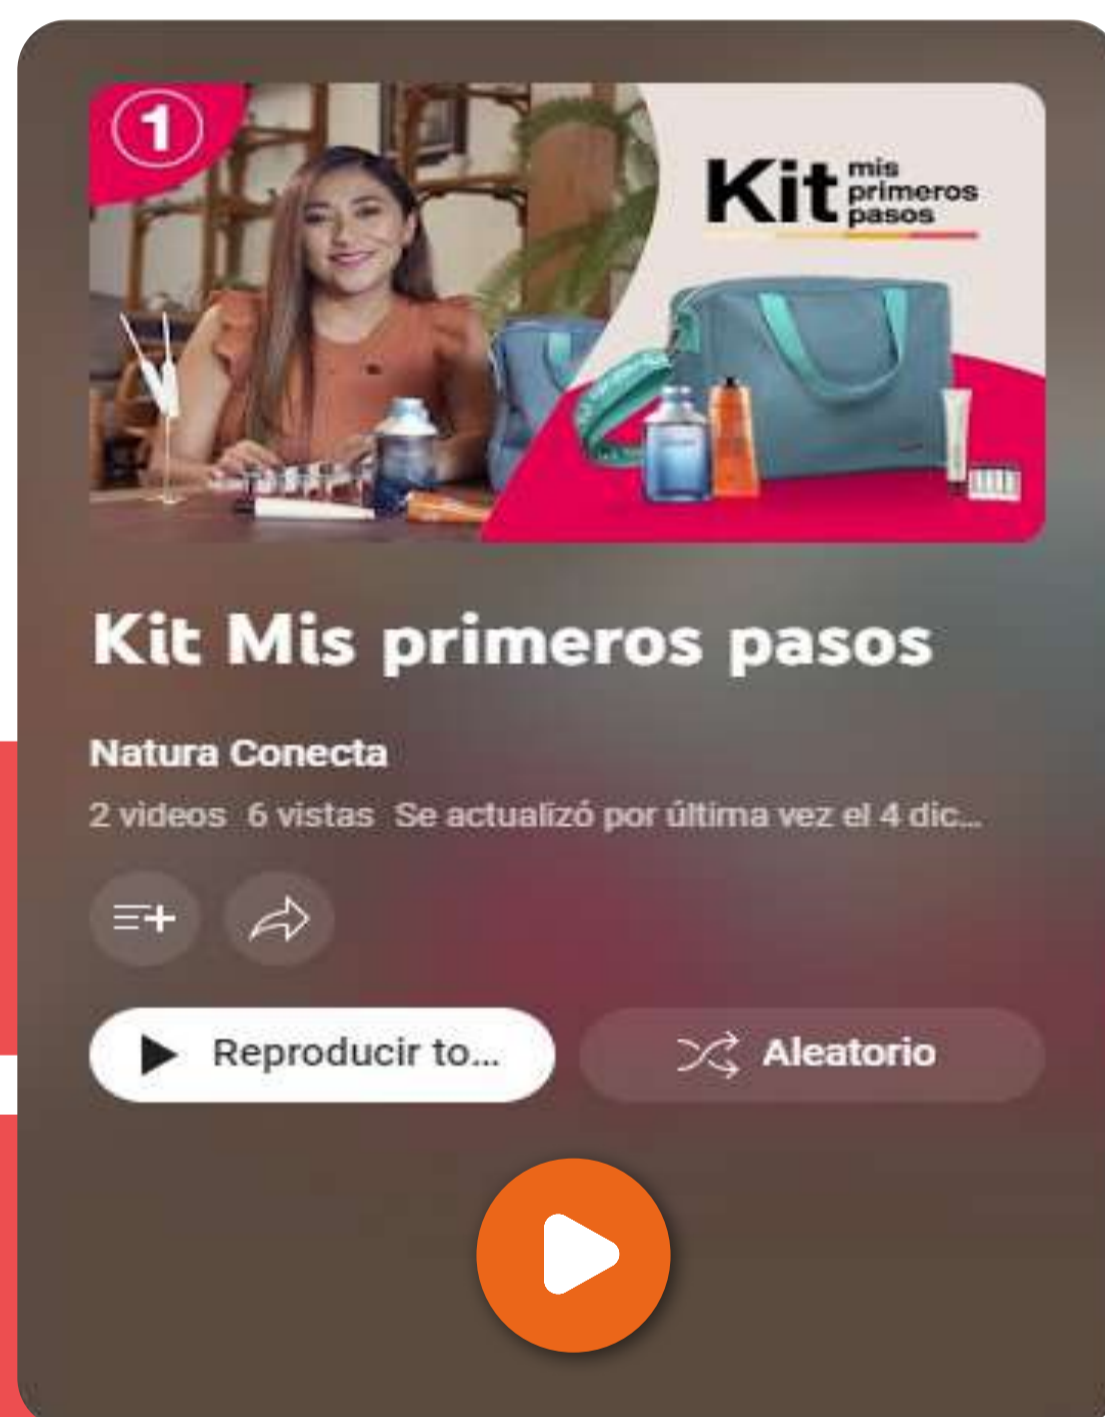 1
Kit mis
primeros
pasos
Kit Mis primeros pasos
Natura Conecta
2 videos 6 vistas Se actualizó por última vez el 4 dic...
Reproducir to...
Aleatorio